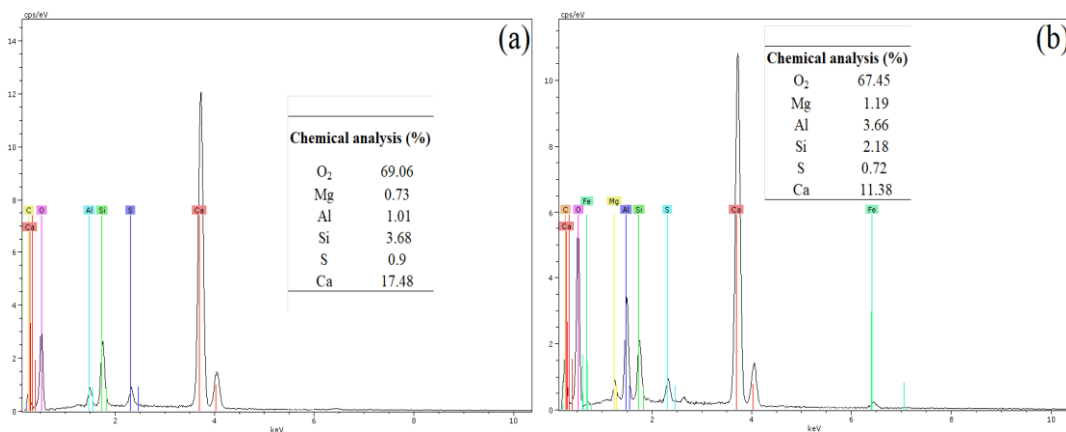 cps/eV
(a)
14
12
10
8
6
4
2
0
Chemical analysis (%)
O2 69.06
Mg 0.73
Al 1.01
Si 3.68
S 0.9
Ca 17.48
C O Al Si S Ca
Ca
2 4 6 8 10
keV
cps/eV
(b)
10
8
6
4
2
0
Chemical analysis (%)
O2 67.45
Mg 1.19
Al 3.66
Si 2.18
S 0.72
Ca 11.38
Fe Mg
C O Al Si S Ca Fe
Ca
2 4 6 8 10
keV